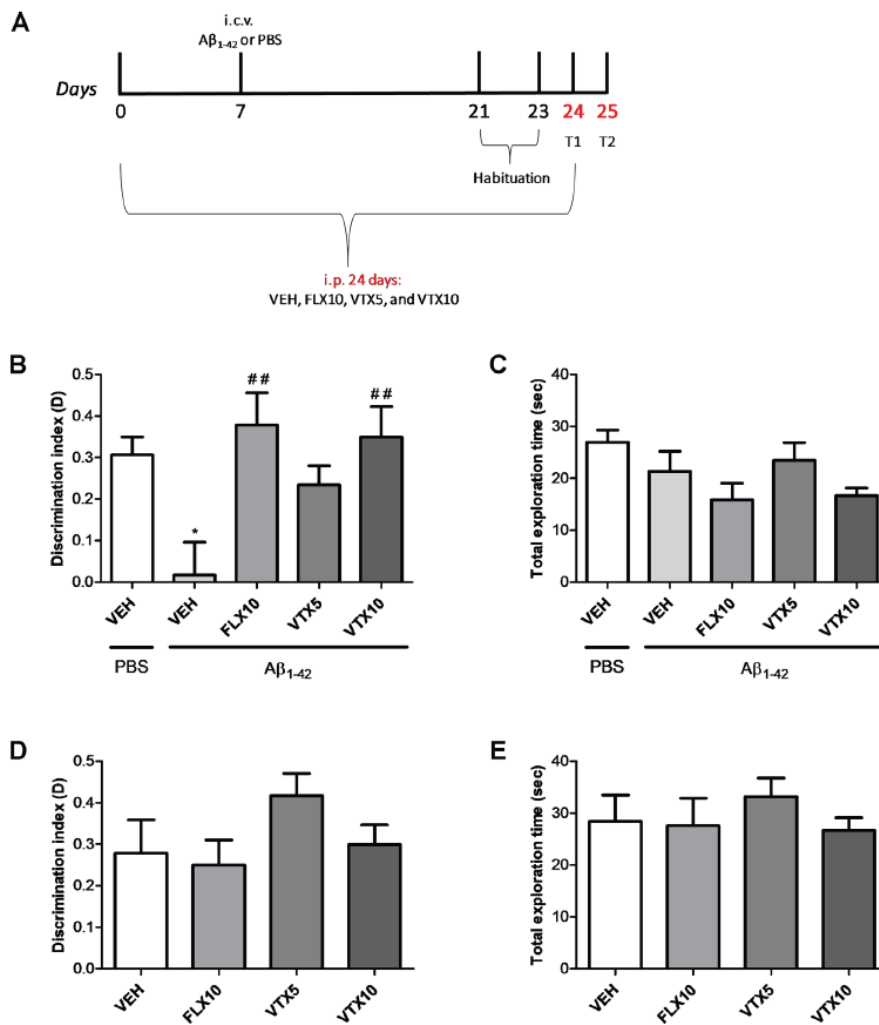 A
i.c.v.
Aβ1-42 or PBS
Days
0 7 21 23 24 25
T1 T2
Habituation
i.p. 24 days:
VEH, FLX10, VTX5, and VTX10
B
Discrimination index (D)
0.5
0.4
0.3
0.2
0.1
0.0
*
##
##
VEH FLX10 VTX5 VTX10
VEH
PBS
Aβ1-42
C
Total exploration time (sec)
40
30
20
10
0
VEH VEH FLX10 VTX5 VTX10
PBS
Aβ1-42
D
Discrimination index (D)
0.5
0.4
0.3
0.2
0.1
0.0
VEH FLX10 VTX5 VTX10
E
Total exploration time (sec)
40
30
20
10
0
VEH FLX10 VTX5 VTX10